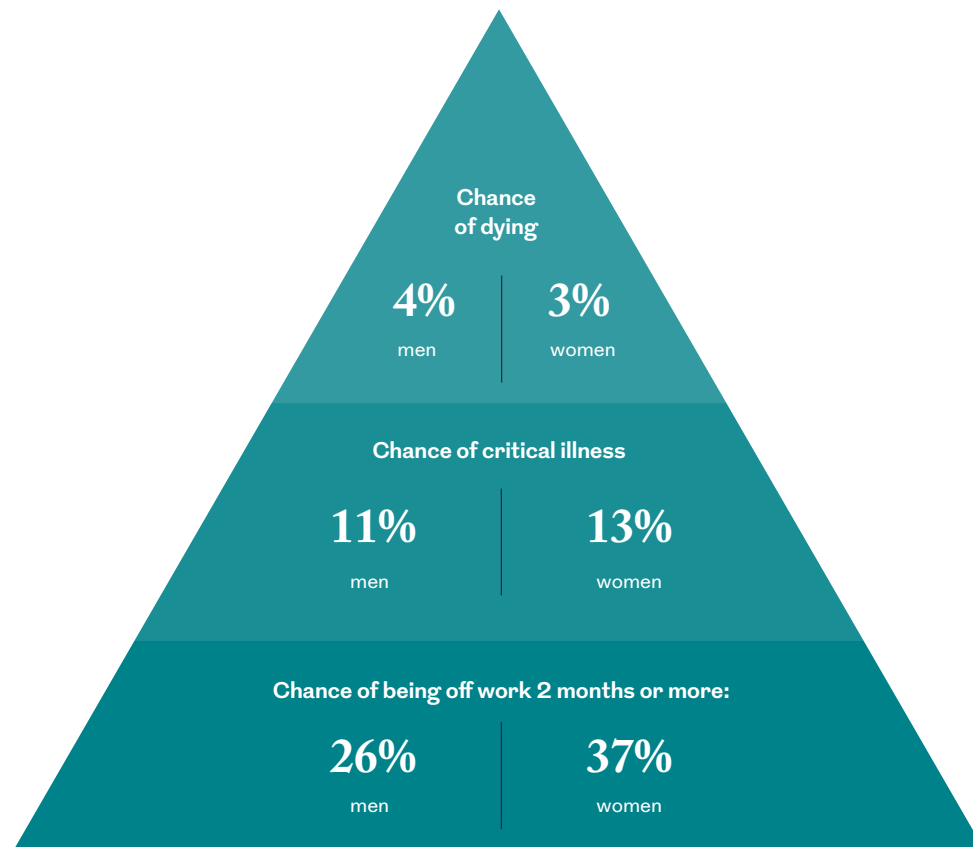 Chance
of dying
4% 3%
men women
Chance of critical illness
11% 13%
men women
Chance of being off work 2 months or more:
26% 37%
men women